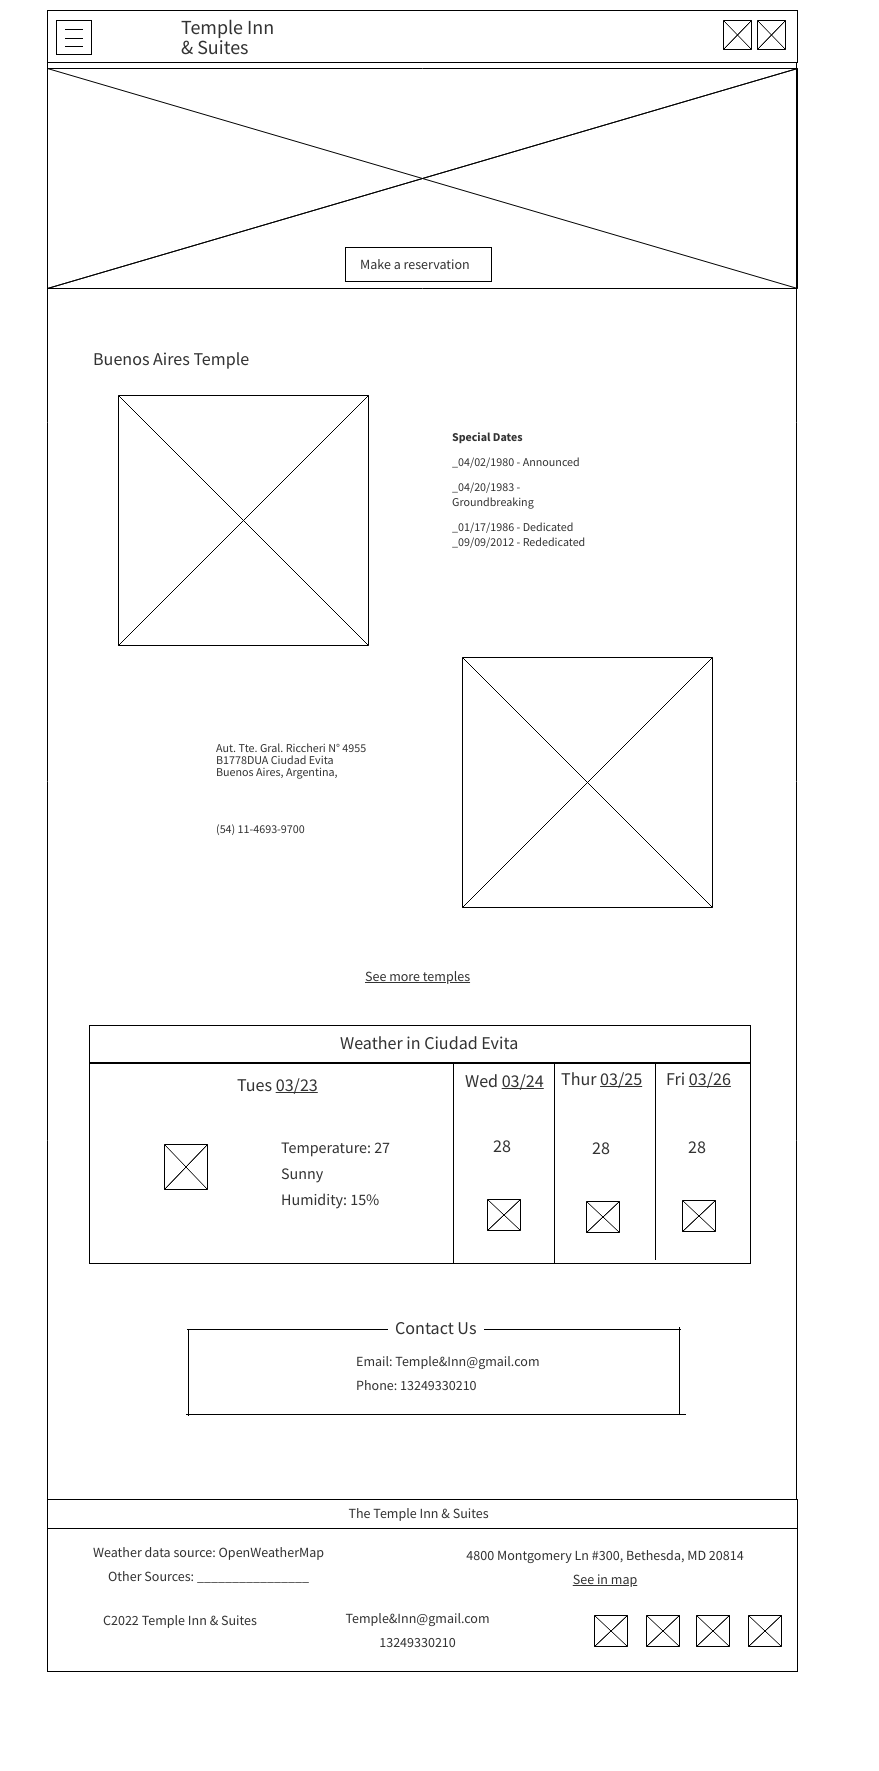 Temple Inn
& Suites
Make a reservation
Buenos Aires Temple
Special Dates
_04/02/1980 - Announced
_04/20/1983 -
Groundbreaking
_01/17/1986 - Dedicated
_09/09/2012 - Rededicated
Aut. Tte. Gral. Riccheri N° 4955
B1778DUA Ciudad Evita
Buenos Aires, Argentina,
(54) 11-4693-9700
See more temples
Weather in Ciudad Evita
Tues 03/23
Wed 03/24
Thur 03/25
Fri 03/26
Temperature: 27
Sunny
Humidity: 15%
28
28
28
Contact Us
Email: Temple&Inn@gmail.com
Phone: 13249330210
The Temple Inn & Suites
Weather data source: OpenWeatherMap
Other Sources: ________________
4800 Montgomery Ln #300, Bethesda, MD 20814
See in map
C2022 Temple Inn & Suites
Temple&Inn@gmail.com
13249330210